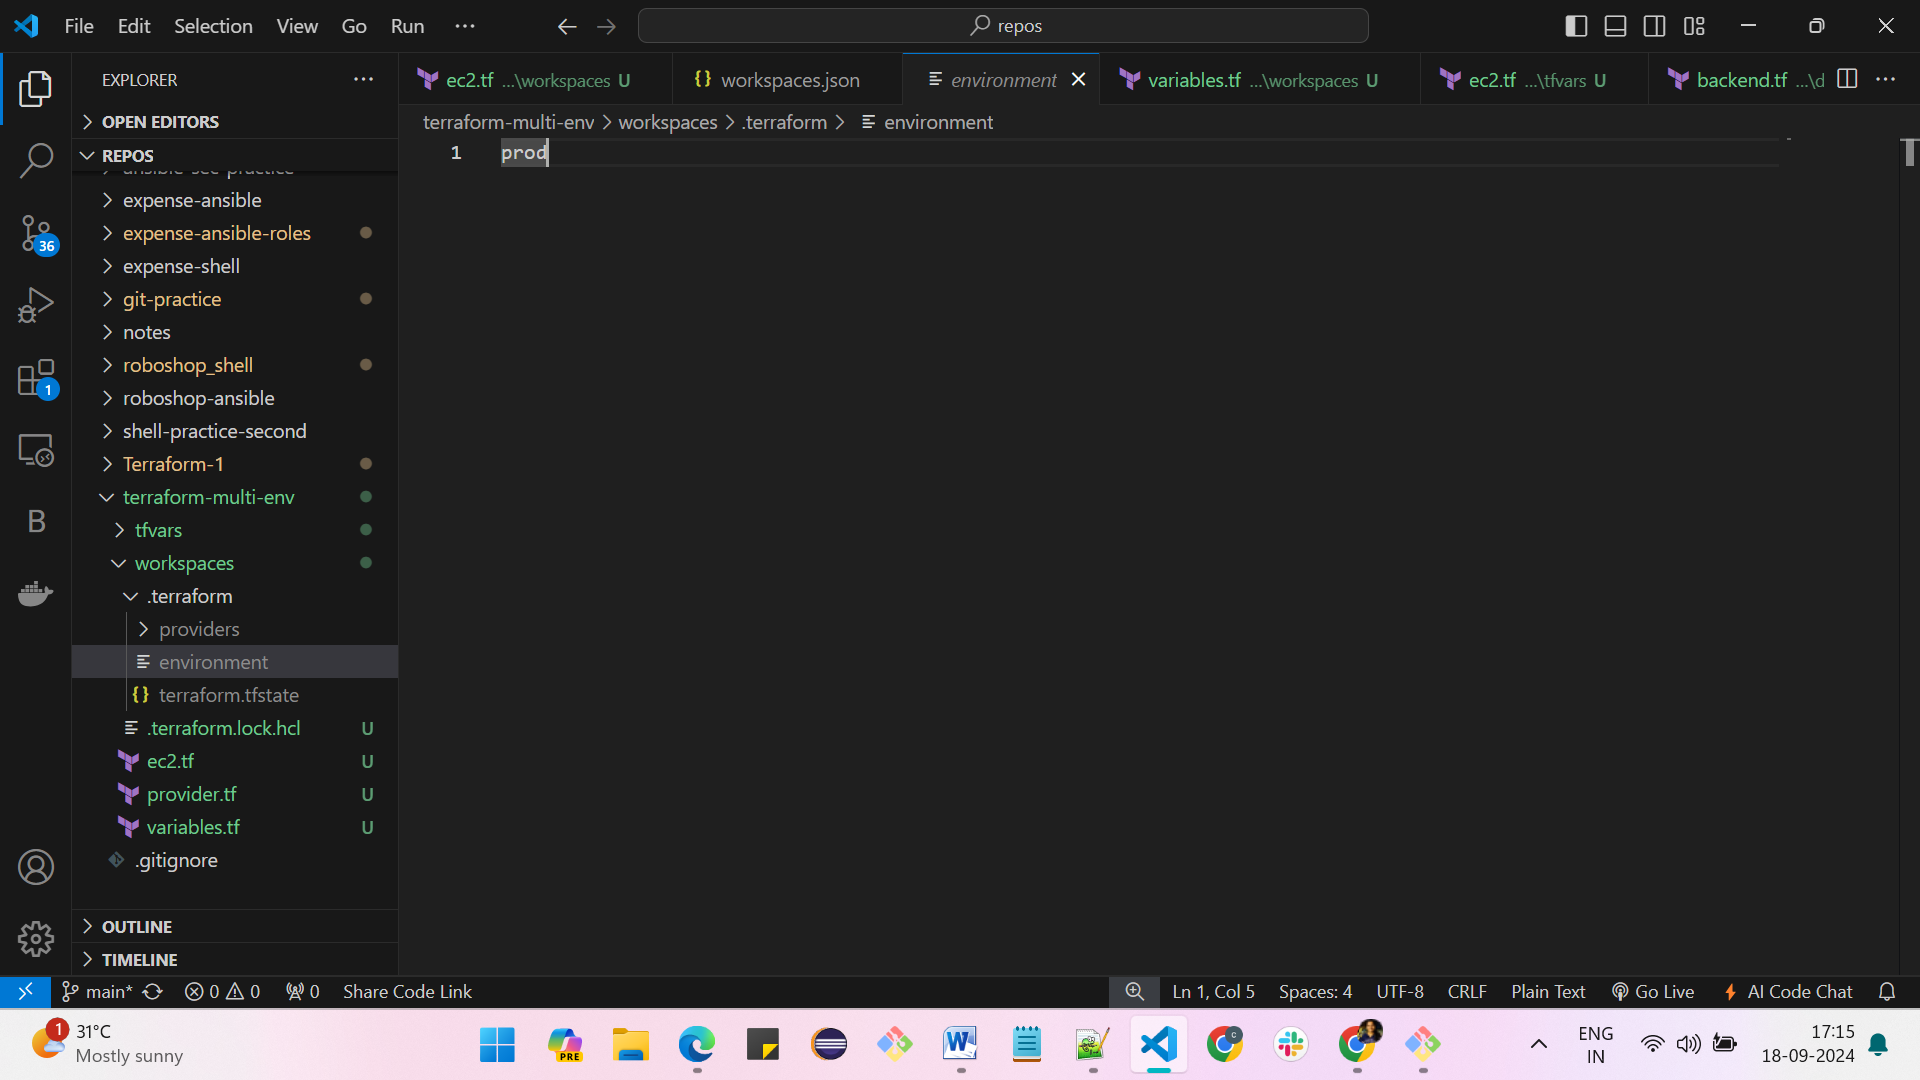 File Edit Selection View Go Run ···
repos
EXPLORER ···
ec2.tf ...\workspaces U
workspaces.json
environment
variables.tf ...\workspaces U
ec2.tf ...\tfvars U
backend.tf ...\d
OPEN EDITORS
terraform-multi-env > workspaces > .terraform > environment
REPOS
1 prod
ansible-sec-practice
expense-ansible
expense-ansible-roles
expense-shell
git-practice
notes
roboshop_shell
roboshop-ansible
shell-practice-second
Terraform-1
terraform-multi-env
tfvars
workspaces
.terraform
providers
environment
terraform.tfstate
.terraform.lock.hcl U
ec2.tf U
provider.tf U
variables.tf U
.gitignore
36
1
B
OUTLINE
TIMELINE
main* 0 0 0 Share Code Link
Ln 1, Col 5 Spaces: 4 UTF-8 CRLF Plain Text Go Live AI Code Chat
1 31°C
Mostly sunny
PRE
W
C
ENG
IN
17:15
18-09-2024